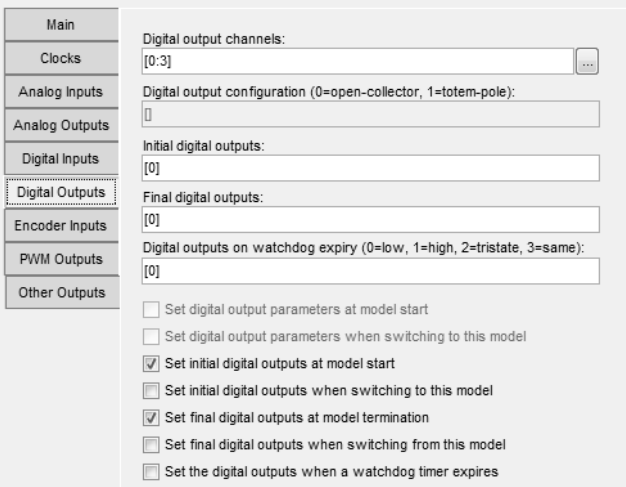 Main
Clocks
Analog Inputs
Analog Outputs
Digital Inputs
Digital Outputs
Encoder Inputs
PWM Outputs
Other Outputs
Digital output channels:
[0:3]
...
Digital output configuration (0=open-collector, 1=totem-pole):
[]
Initial digital outputs:
[0]
Final digital outputs:
[0]
Digital outputs on watchdog expiry (0=low, 1=high, 2=tristate, 3=same):
[0]
Set digital output parameters at model start
Set digital output parameters when switching to this model
Set initial digital outputs at model start
Set initial digital outputs when switching to this model
Set final digital outputs at model termination
Set final digital outputs when switching from this model
Set the digital outputs when a watchdog timer expires